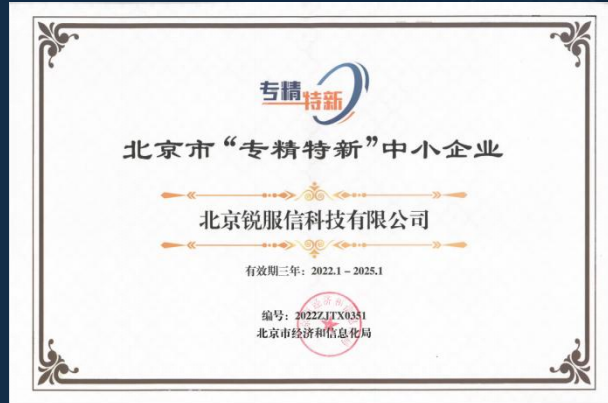 专精特新
北京市“专精特新”中小企业
北京锐服信科技有限公司
有效期三年：2022.1－2025.1
编号：2022ZJTX0351
北京市经济和信息化局